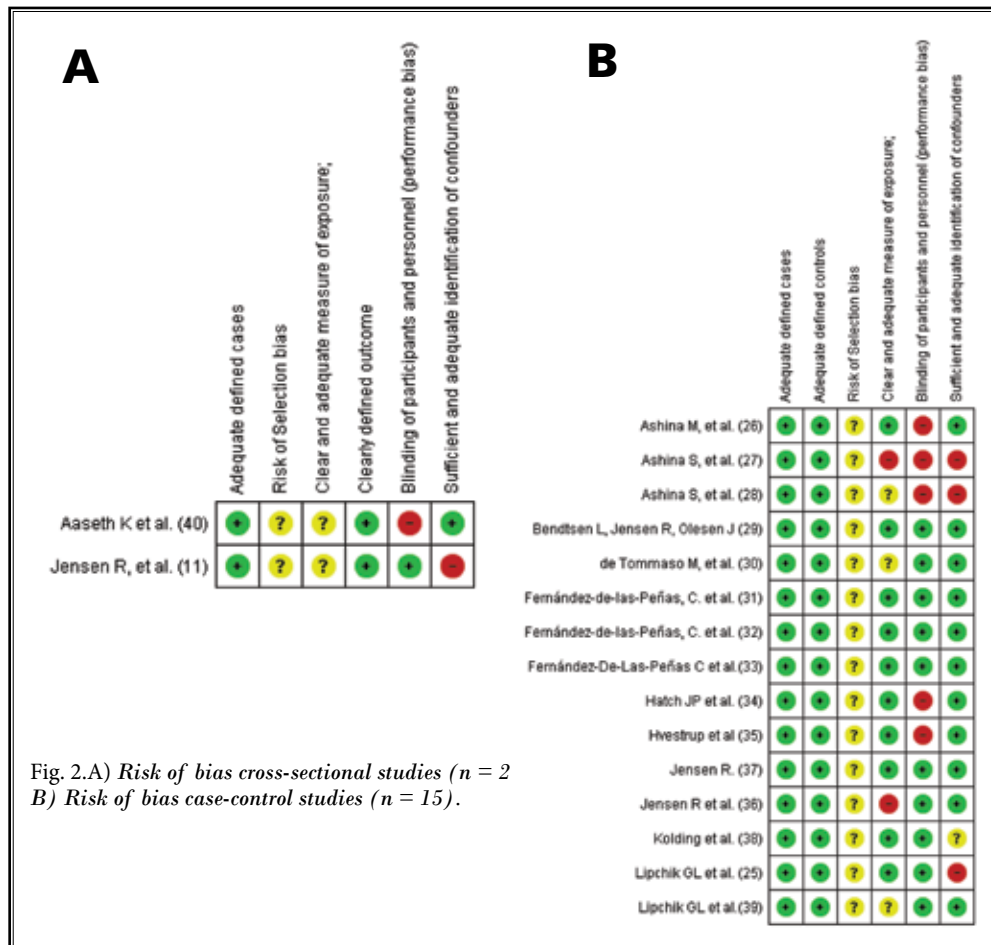 A
Adequate defined cases
Risk of Selection bias
Clear and adequate measure of exposure;
Clearly defined outcome
Blinding of participants and personnel (performance bias)
Sufficient and adequate identification of confounders
Aaseth K et al. (40) + ? ? + - +
Jensen R, et al. (11) + ? ? + + -
Fig. 2.A) Risk of bias cross-sectional studies (n = 2
B) Risk of bias case-control studies (n = 15).
B
Adequate defined cases
Adequate defined controls
Risk of Selection bias
Clear and adequate measure of exposure;
Blinding of participants and personnel (performance bias)
Sufficient and adequate identification of confounders
Ashina M, et al. (26) + + ? + - +
Ashina S, et al. (27) + + ? - - -
Ashina S, et al. (28) + + ? ? - -
Bendtsen L, Jensen R, Olesen J (29) + + ? + + +
de Tommaso M, et al. (30) + + ? ? + +
Fernández-de-las-Peñas, C. et al. (31) + + ? + + +
Fernández-de-las-Peñas, C. et al. (32) + + ? + + +
Fernández-De-Las-Peñas C et al.(33) + + ? + + +
Hatch JP et al. (34) + + ? + - +
Hvestrup et al (35) + + ? + - +
Jensen R. (37) + + ? + + +
Jensen R et al. (36) + + ? - + +
Kolding et al. (38) + + ? + + ?
Lipchik GL et al. (25) + + ? + + -
Lipchik GL et al.(39) + + ? ? + +